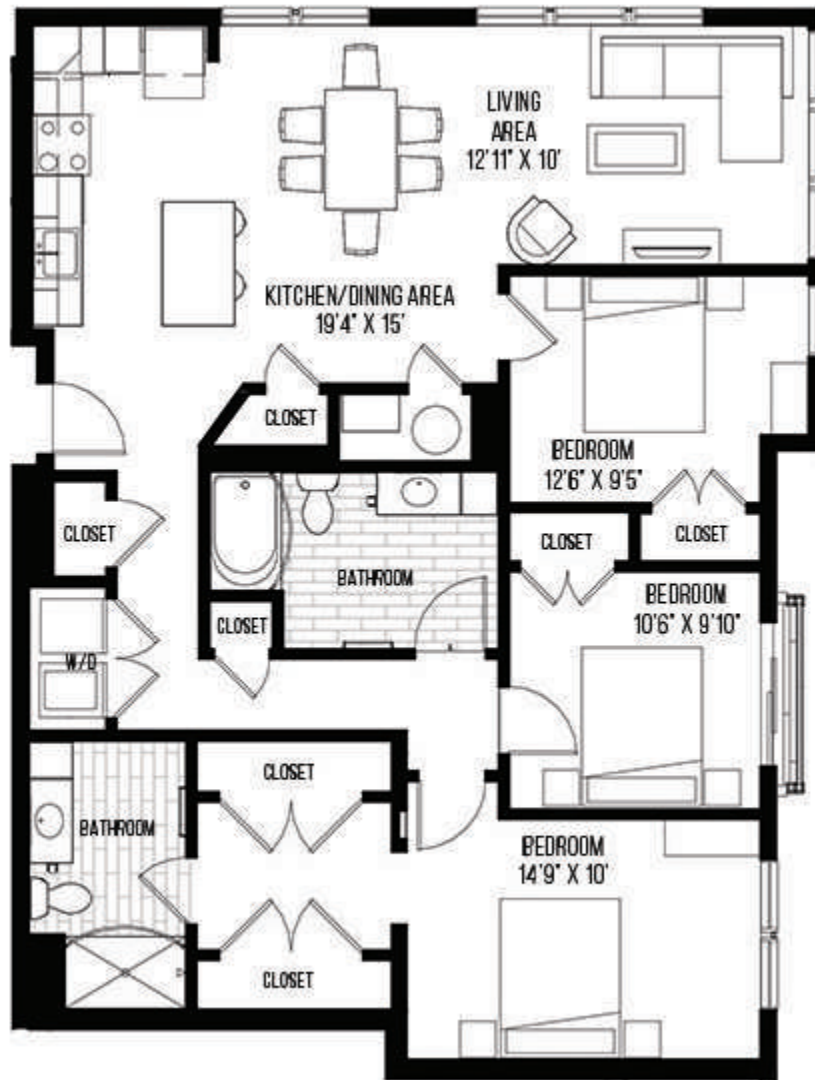 LIVING
AREA
12'11" X 10'
KITCHEN/DINING AREA
19'4" X 15'
CLOSET
BEDROOM
12'6" X 9'5"
CLOSET
CLOSET
CLOSET
BATHROOM
BEDROOM
10'6" X 9'10"
CLOSET
W/D
CLOSET
BATHROOM
BEDROOM
14'9" X 10'
CLOSET